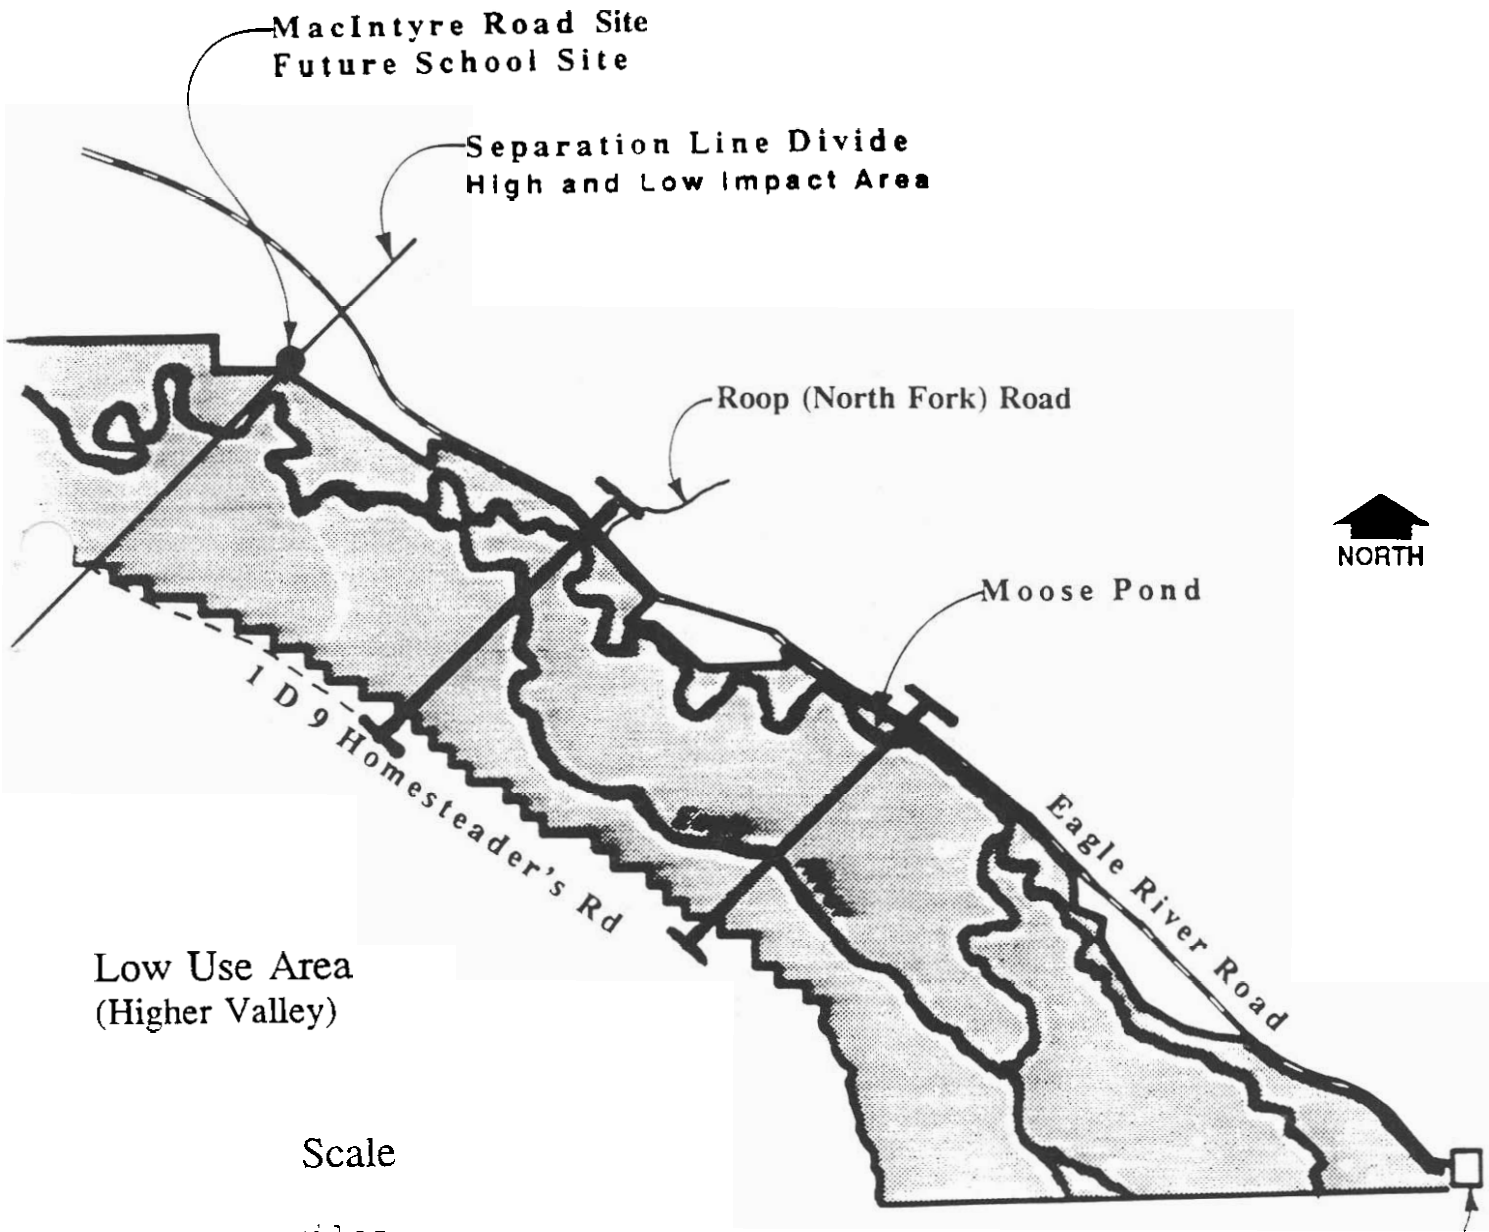 MacIntyre Road Site
Future School Site
Separation Line Divide
High and Low Impact Area
Roop (North Fork) Road
NORTH
Moose Pond
1 D 9 Homesteader's Rd
Eagle River Road
Low Use Area
(Higher Valley)
Scale